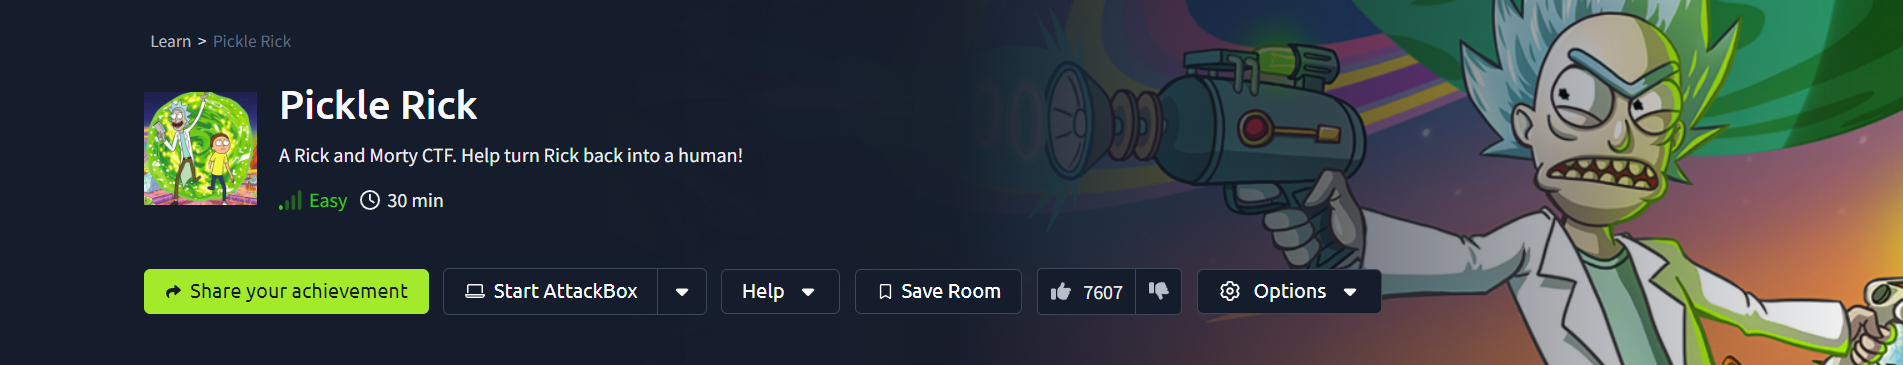 Learn > Pickle Rick
Pickle Rick
A Rick and Morty CTF. Help turn Rick back into a human!
Easy 30 min
Share your achievement Start AttackBox Help Save Room 7607 Options